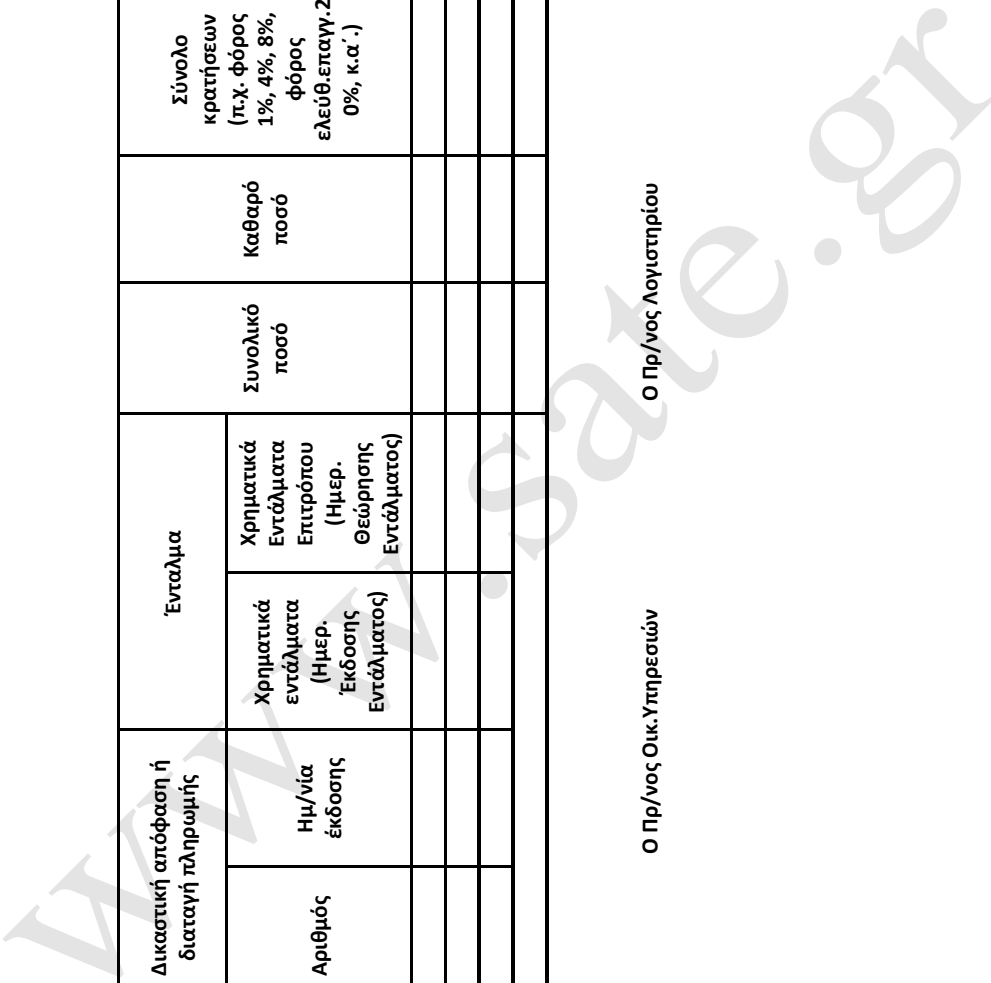 Δικαστική απόφαση ή
διαταγή πληρωμής
Ένταλμα
Συνολικό
ποσό
Καθαρό
ποσό
Σύνολο
κρατήσεων
(π.χ. φόρος
1%, 4%, 8%,
φόρος
ελεύθ.επαγγ.2
0%, κ.α΄.)
Αριθμός
Ημ/νία
έκδοσης
Χρηματικά
εντάλματα
(Ημερ.
Έκδοσης
Εντάλματος)
Χρηματικά
Εντάλματα
Επιτρόπου
(Ημερ.
Θεώρησης
Εντάλματος)
Ο Πρ/νος Οικ.Υπηρεσιών
Ο Πρ/νος Λογιστηρίου
www.sate.gr